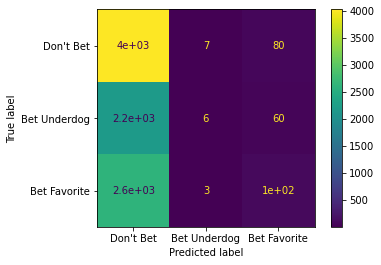 Don't Bet 4e+03 7 80
Bet Underdog 2.2e+03 6 60
Bet Favorite 2.6e+03 3 1e+02
Don't Bet Bet Underdog Bet Favorite
Predicted label
True label
4000
3500
3000
2500
2000
1500
1000
500